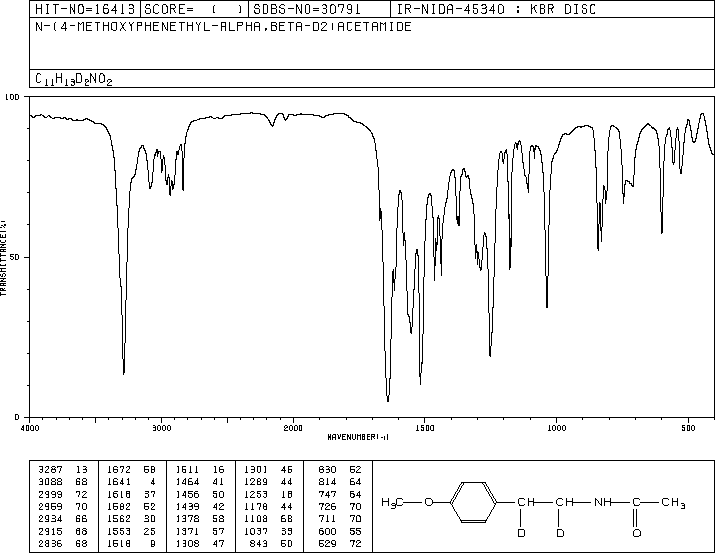 HIT-NO=16413 SCORE= ( ) SDBS-NO=30791 IR-NIDA-45340 : KBR DISC
N-(4-METHOXYPHENETHYL-ALPHA,BETA-D2)ACETAMIDE
C11H13D2NO2
100
50
0
TRANSMITTANCE(%)
4000 3000 2000 1500 1000 500
WAVENUMBER(-1)
3287 13 1672 58 1511 16 1301 46 830 52
3088 68 1641 4 1464 41 1289 44 814 64
2999 72 1618 37 1456 50 1253 18 747 64
2959 70 1582 52 1439 42 1178 44 726 70
2934 66 1562 30 1378 58 1108 68 711 70
2915 68 1553 25 1371 57 1037 33 600 55
2836 68 1518 9 1308 47 843 50 529 72
H3C O CH CH NH C CH3
D D O